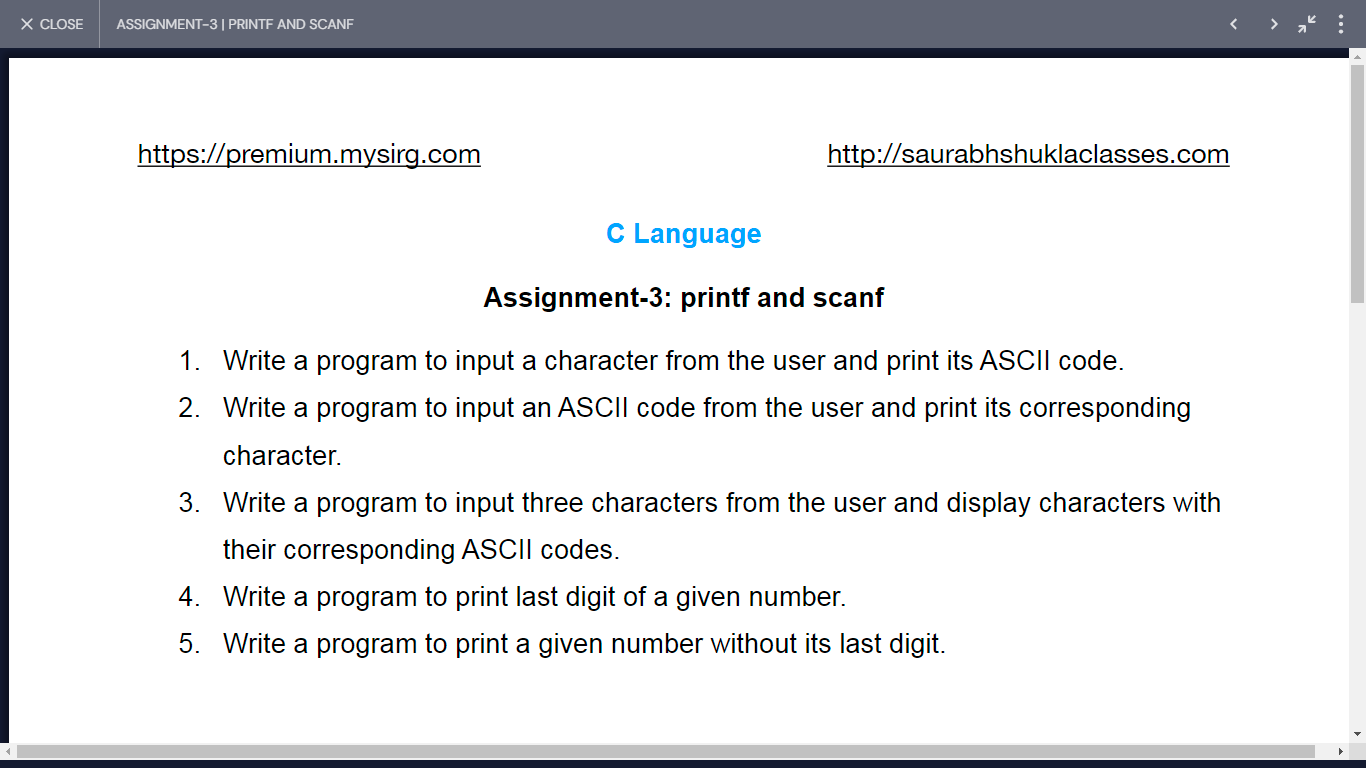 CLOSE ASSIGNMENT-3 | PRINTF AND SCANF
https://premium.mysirg.com http://saurabhshuklaclasses.com
C Language
Assignment-3: printf and scanf
1. Write a program to input a character from the user and print its ASCII code.
2. Write a program to input an ASCII code from the user and print its corresponding
character.
3. Write a program to input three characters from the user and display characters with
their corresponding ASCII codes.
4. Write a program to print last digit of a given number.
5. Write a program to print a given number without its last digit.